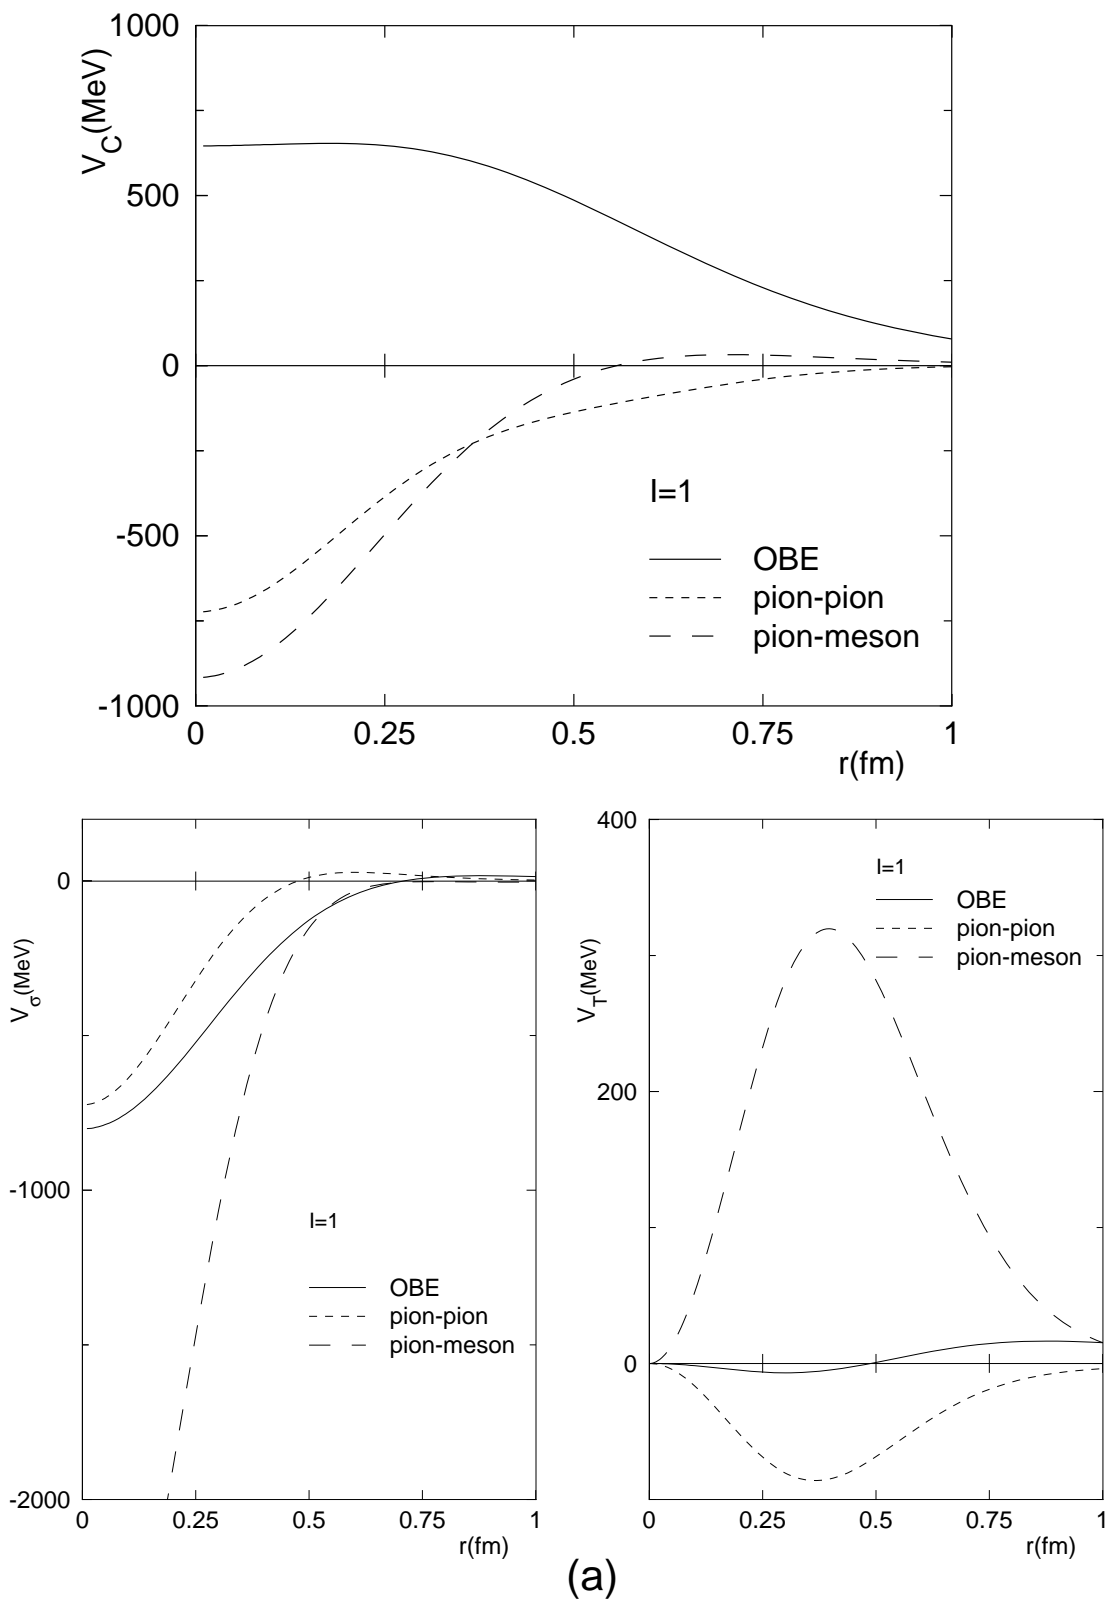 1000
V_C(MeV)
500
0
-500
-1000
I=1
OBE
pion-pion
pion-meson
0 0.25 0.5 0.75 1
r(fm)
0
V_σ(MeV)
-1000
-2000
I=1
OBE
pion-pion
pion-meson
0 0.25 0.5 0.75 1
r(fm)
400
V_T(MeV)
200
0
I=1
OBE
pion-pion
pion-meson
0 0.25 0.5 0.75 1
r(fm)
(a)